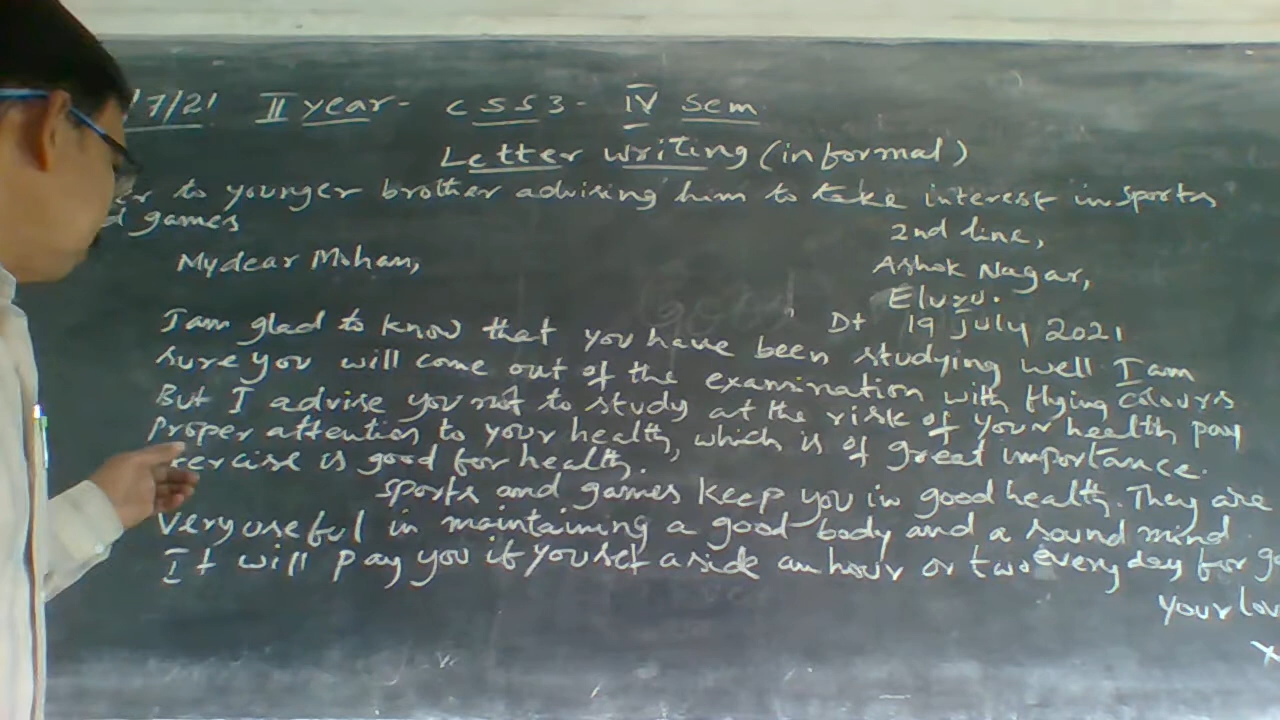 /7/21 II year - CSS3 - IV Sem
Letter writing (informal)
er to younger brother advising him to take interest in sports
d games
2nd line,
My dear Mohan,
Ashok Nagar,
Eluru.
Dt 19 July 2021
I am glad to know that you have been studying well I am
sure you will come out of the examination with flying colours
But I advise you not to study at the risk of your health pay
proper attention to your health, which is of great importance.
ercise is good for health.
sports and games keep you in good health. They are
very useful in maintaining a good body and a sound mind
It will pay you if you set a side an hour or two every day for ga
your lov